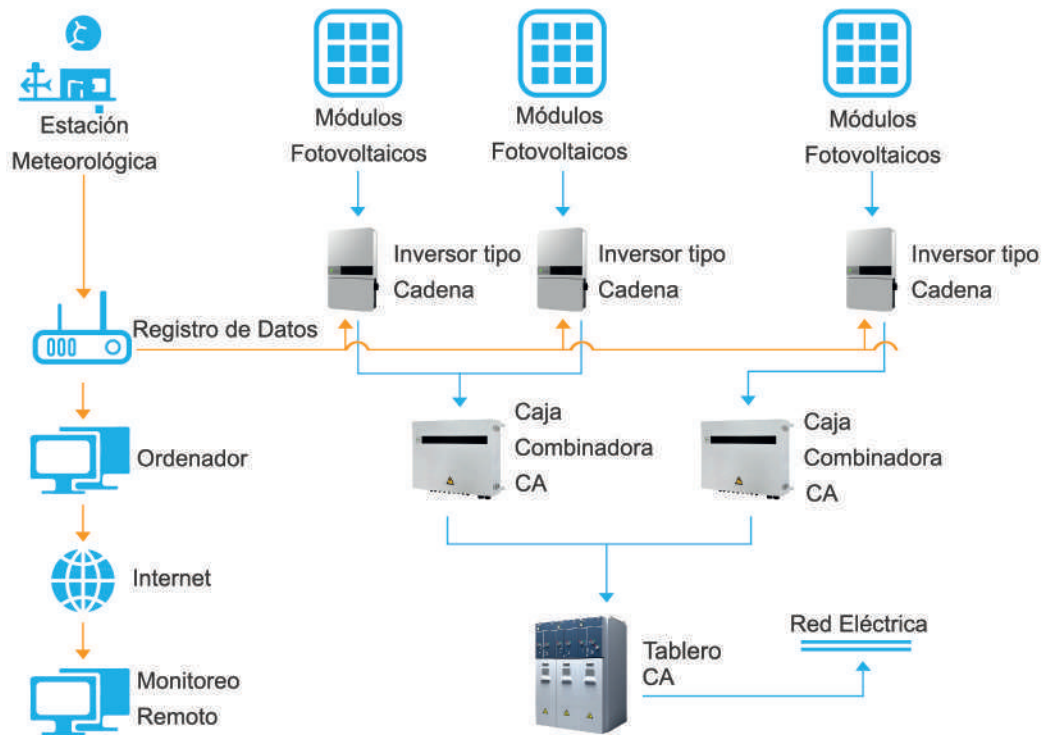 Estación
Meteorológica
Módulos
Fotovoltaicos
Módulos
Fotovoltaicos
Módulos
Fotovoltaicos
Inversor tipo
Cadena
Inversor tipo
Cadena
Inversor tipo
Cadena
Registro de Datos
Caja
Combinadora
CA
Caja
Combinadora
CA
Ordenador
Internet
Monitoreo
Remoto
Tablero
CA
Red Eléctrica